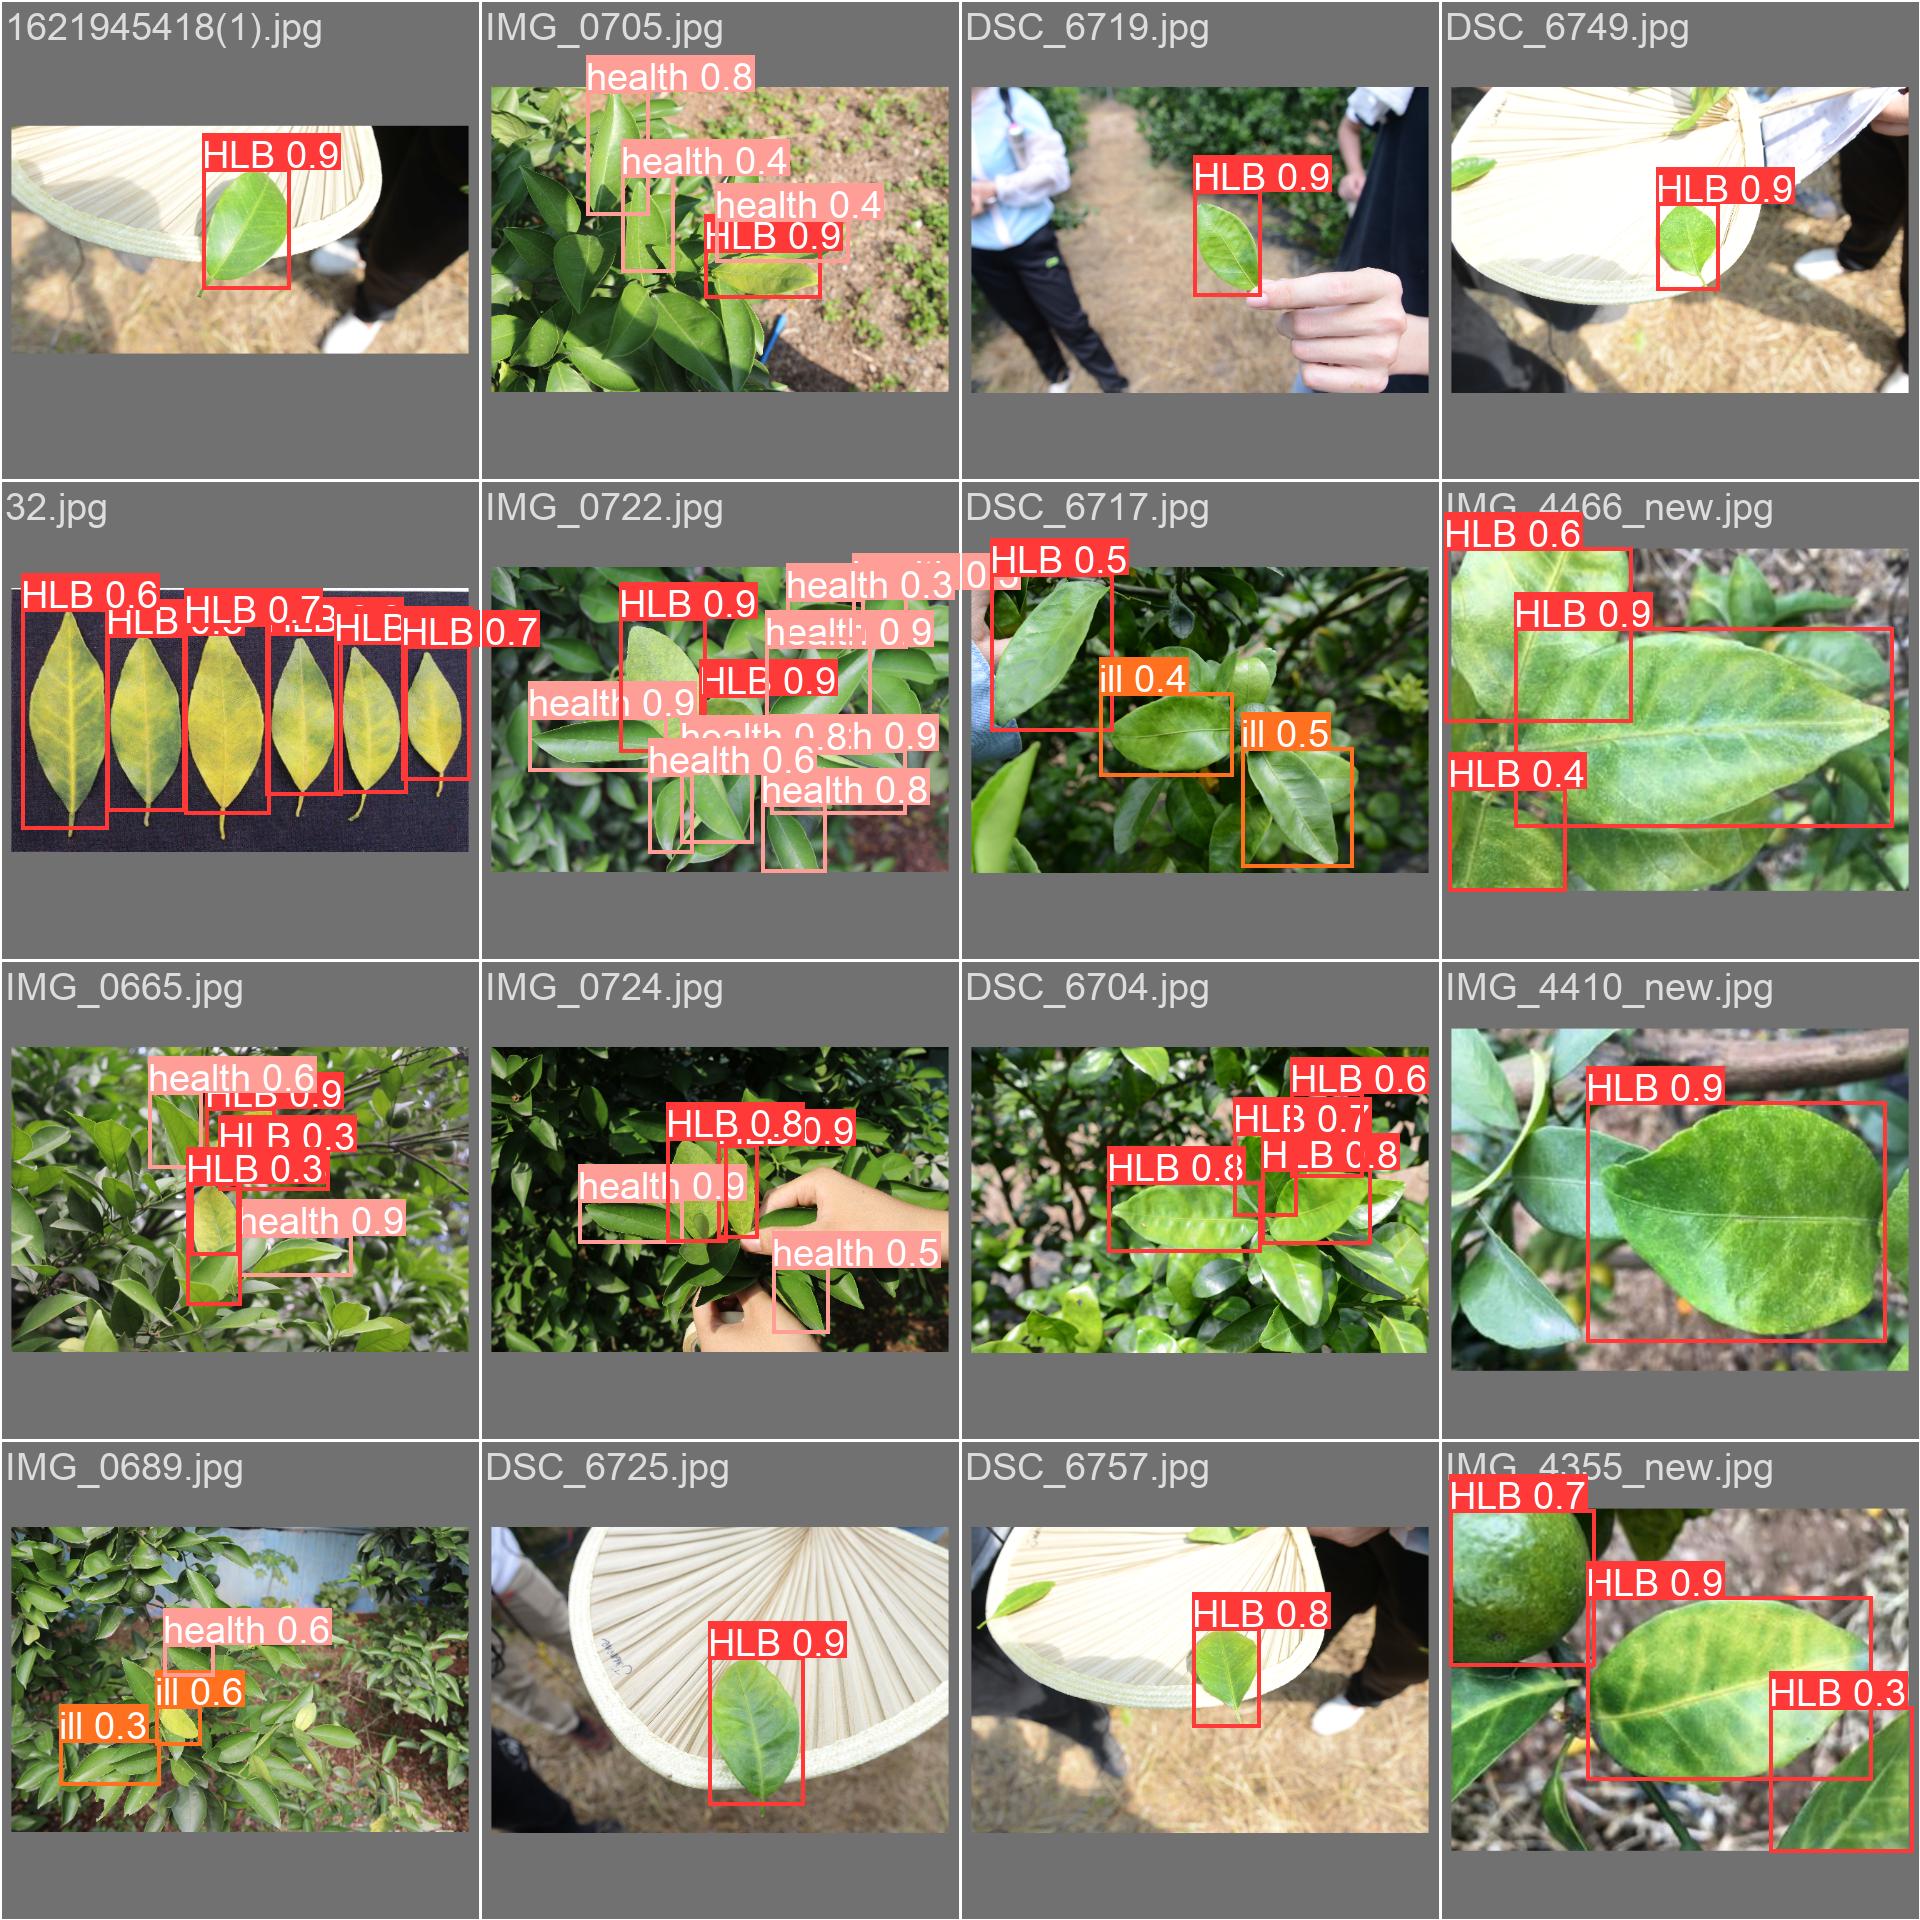 1621945418(1).jpg
HLB 0.9
IMG_0705.jpg
health 0.8
health 0.4
health 0.4
HLB 0.9
DSC_6719.jpg
HLB 0.9
DSC_6749.jpg
HLB 0.9
32.jpg
HLB 0.6
HLB
HLB 0.7
HLB
HLB 0.7
IMG_0722.jpg
health 0.3
HLB 0.9
health 0.9
HLB 0.9
health 0.9
health 0.8
0.9
health 0.6
health 0.8
DSC_6717.jpg
HLB 0.5
ill 0.4
ill 0.5
IMG_4466_new.jpg
HLB 0.6
HLB 0.9
HLB 0.4
IMG_0665.jpg
health 0.6
HLB 0.9
HLB 0.3
HLB 0.3
health 0.9
IMG_0724.jpg
HLB 0.8
0.9
health 0.9
health 0.5
DSC_6704.jpg
HLB 0.6
HLB 0.7
HLB 0.8
HLB 0.8
IMG_4410_new.jpg
HLB 0.9
IMG_0689.jpg
health 0.6
ill 0.6
ill 0.3
DSC_6725.jpg
HLB 0.9
DSC_6757.jpg
HLB 0.8
IMG_4355_new.jpg
HLB 0.7
HLB 0.9
HLB 0.3